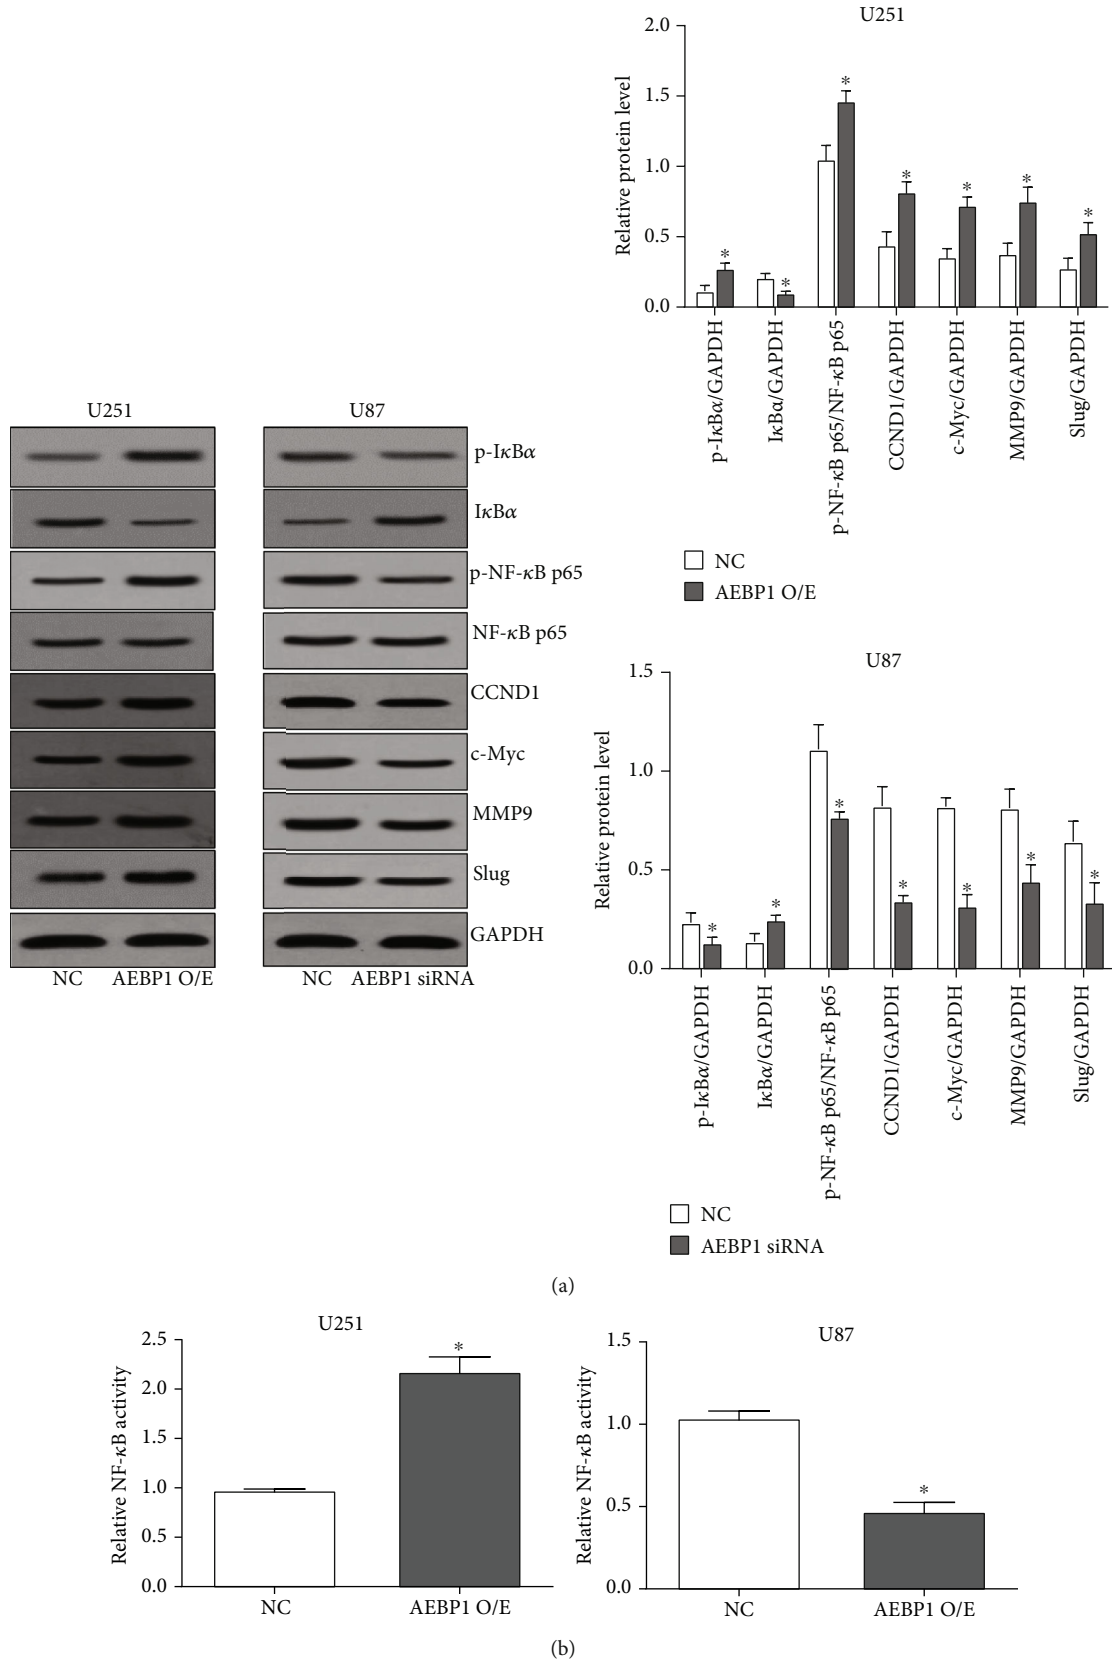 U251
2.0
1.5
1.0
0.5
0.0
Relative protein level
p-IκBα/GAPDH
IκBα/GAPDH
p-NF-κB p65/NF-κB p65
CCND1/GAPDH
c-Myc/GAPDH
MMP9/GAPDH
Slug/GAPDH
* * * * * * *
NC
AEBP1 O/E
U251 U87
p-IκBα
IκBα
p-NF-κB p65
NF-κB p65
CCND1
c-Myc
MMP9
Slug
GAPDH
NC AEBP1 O/E NC AEBP1 siRNA
U87
1.5
1.0
0.5
0.0
Relative protein level
* * * * * * *
p-IκBα/GAPDH
IκBα/GAPDH
p-NF-κB p65/NF-κB p65
CCND1/GAPDH
c-Myc/GAPDH
MMP9/GAPDH
Slug/GAPDH
NC
AEBP1 siRNA
(a)
U251
2.5
2.0
1.5
1.0
0.5
0.0
Relative NF-κB activity
*
NC AEBP1 O/E
U87
1.5
1.0
0.5
0.0
Relative NF-κB activity
*
NC AEBP1 O/E
(b)